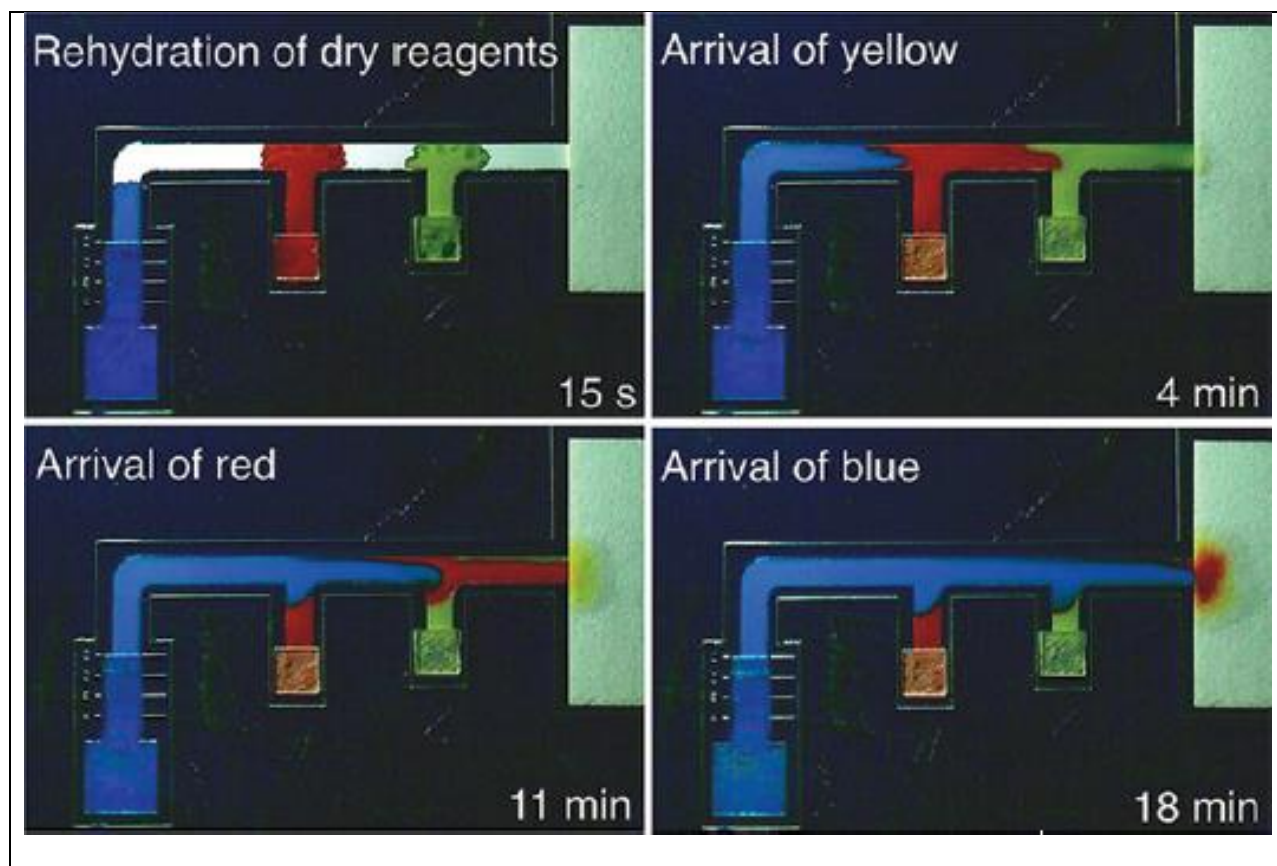 Rehydration of dry reagents
15 s
Arrival of yellow
4 min
Arrival of red
11 min
Arrival of blue
18 min